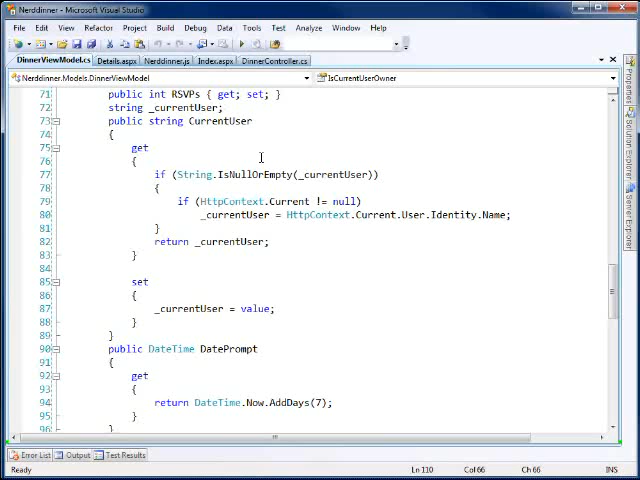 Nerddinner - Microsoft Visual Studio
File Edit View Refactor Project Build Debug Data Tools Test Analyze Window Help
DinnerViewModel.cs Details.aspx Nerddinner.js Index.aspx DinnerController.cs
Nerddinner.Models.DinnerViewModel IsCurrentUserOwner
71 public int RSVPs { get; set; }
72 string _currentUser;
73 public string CurrentUser
74 {
75 get
76 {
77 if (String.IsNullOrEmpty(_currentUser))
78 {
79 if (HttpContext.Current != null)
80 _currentUser = HttpContext.Current.User.Identity.Name;
81 }
82 return _currentUser;
83 }
84
85 set
86 {
87 _currentUser = value;
88 }
89 }
90 public DateTime DatePrompt
91 {
92 get
93 {
94 return DateTime.Now.AddDays(7);
95 }
96 }
Properties
Server Explorer
Error List Output Test Results
Ready Ln 110 Col 66 Ch 66 INS